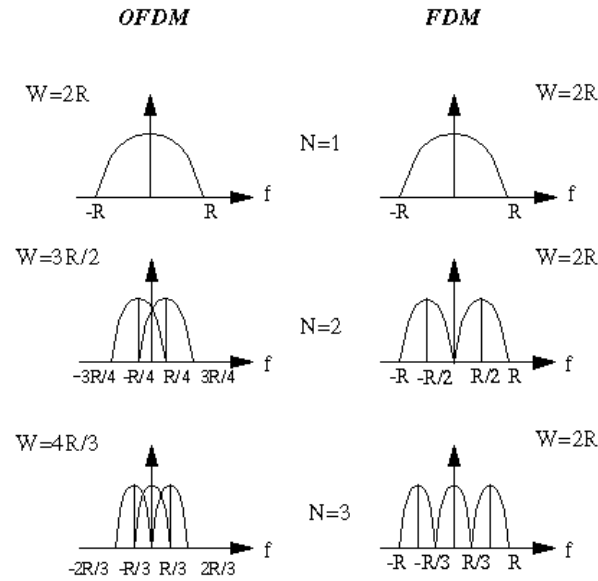 OFDM FDM
W=2R W=2R
N=1
-R R f -R R f
W=3R/2 W=2R
N=2
-3R/4 -R/4 R/4 3R/4 f -R -R/2 R/2 R f
W=4R/3 W=2R
N=3
-2R/3 -R/3 R/3 2R/3 f -R -R/3 R/3 R f